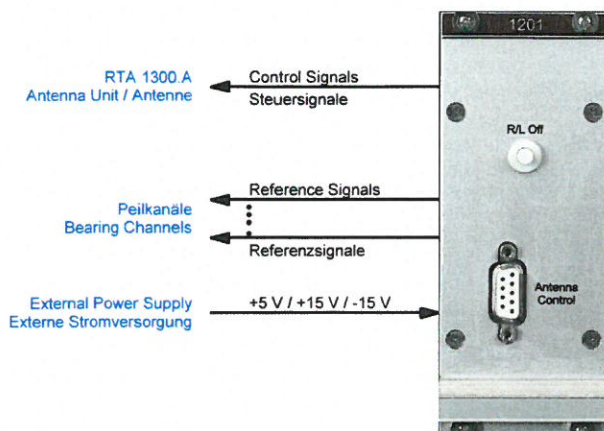 1201
RTA 1300.A
Antenna Unit / Antenne
Control Signals
Steuersignale
R/L Off
Peilkanäle
Bearing Channels
Reference Signals
Referenzsignale
External Power Supply
Externe Stromversorgung
+5 V / +15 V / -15 V
Antenna
Control